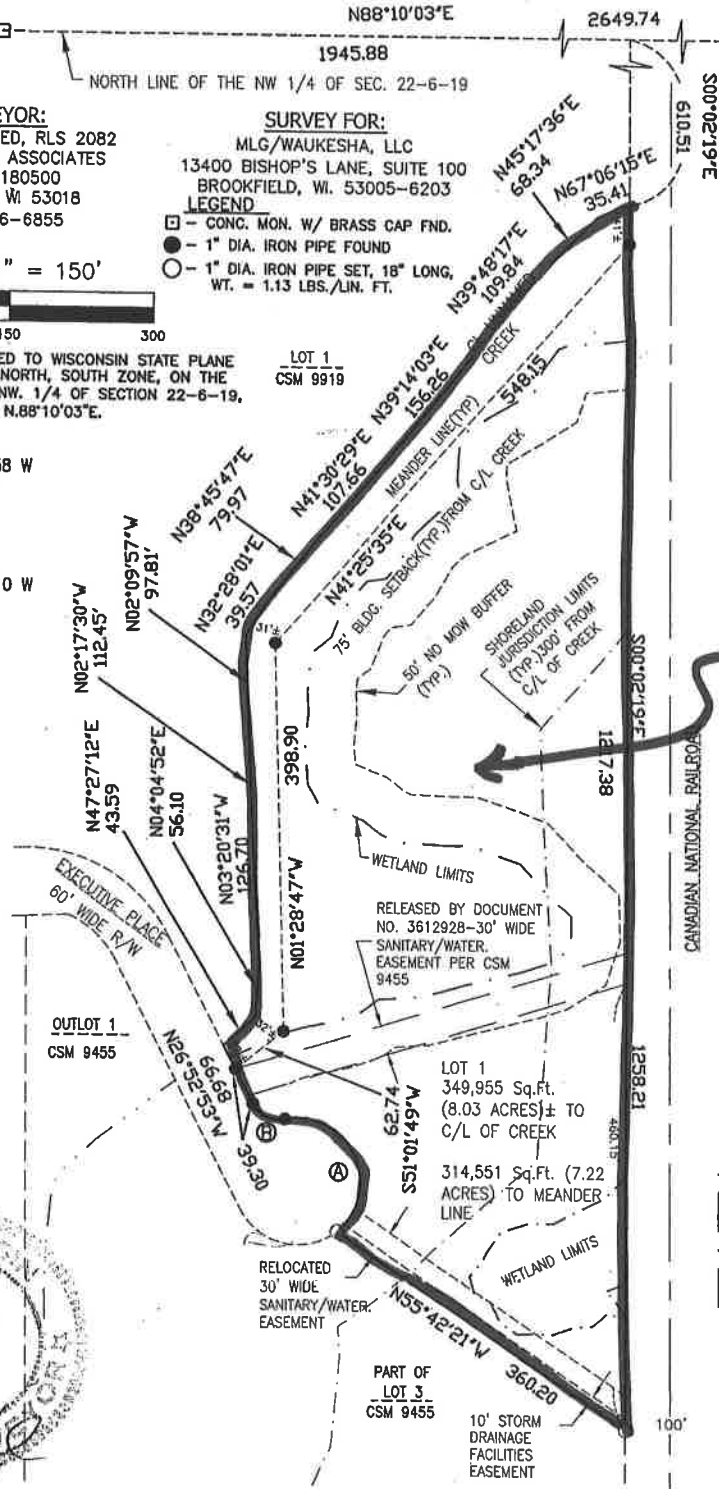 N88°10'03"E
2649.74
1945.88
NORTH LINE OF THE NW 1/4 OF SEC. 22-6-19
S00°02'19"E
610.51
YEYOR:
ED, RLS 2082
ASSOCIATES
180500
WI 53018
6-6855
SURVEY FOR:
MLG/WAUKESHA, LLC
13400 BISHOP'S LANE, SUITE 100
BROOKFIELD, WI. 53005-6203
LEGEND
- CONC. MON. W/ BRASS CAP FND.
- 1" DIA. IRON PIPE FOUND
- 1" DIA. IRON PIPE SET, 18" LONG,
WT. = 1.13 LBS./LIN. FT.
" = 150'
150
300
ED TO WISCONSIN STATE PLANE
NORTH, SOUTH ZONE, ON THE
NW. 1/4 OF SECTION 22-6-19,
N.88°10'03"E.
58 W
0 W
LOT 1
CSM 9919
N67°06'15"E
35.41
N45°17'36"E
68.34
N39°48'17"E
109.84
CREEK
N39°14'03"E
156.26
N41°30'29"E
107.66
N38°45'47"E
79.97
N32°28'01"E
39.57
N02°09'57"W
97.81'
N02°17'30"W
112.45'
N03°20'31"W
126.70
N04°04'52"E
56.10
N47°27'12"E
43.59
MEANDER LINE(TYP)
548.15
N41°25'35"E
75' BLDG. SETBACK(TYP.)FROM C/L CREEK
31'±
50' NO MOW BUFFER
(TYP.)
SHORELAND
JURISDICTION LIMITS
(TYP.)300' FROM
C/L OF CREEK
S00°02'19"E
1217.38
CANADIAN NATIONAL RAILROAD
398.90
N01°28'47"W
WETLAND LIMITS
RELEASED BY DOCUMENT
NO. 3612928-30' WIDE
SANITARY/WATER.
EASEMENT PER CSM
9455
EXECUTIVE PLACE
60' WIDE R/W
OUTLOT 1
CSM 9455
32'±
N26°52'53"W
66.68
39.30
B
A
62.74
S51°01'49"W
LOT 1
349,955 Sq.Ft.
(8.03 ACRES)± TO
C/L OF CREEK
314,551 Sq.Ft. (7.22
ACRES) TO MEANDER
LINE
1258.21
460.15
WETLAND LIMITS
RELOCATED
30' WIDE
SANITARY/WATER.
EASEMENT
N55°42'21"W
360.20
PART OF
LOT 3
CSM 9455
10' STORM
DRAINAGE
FACILITIES
EASEMENT
100'